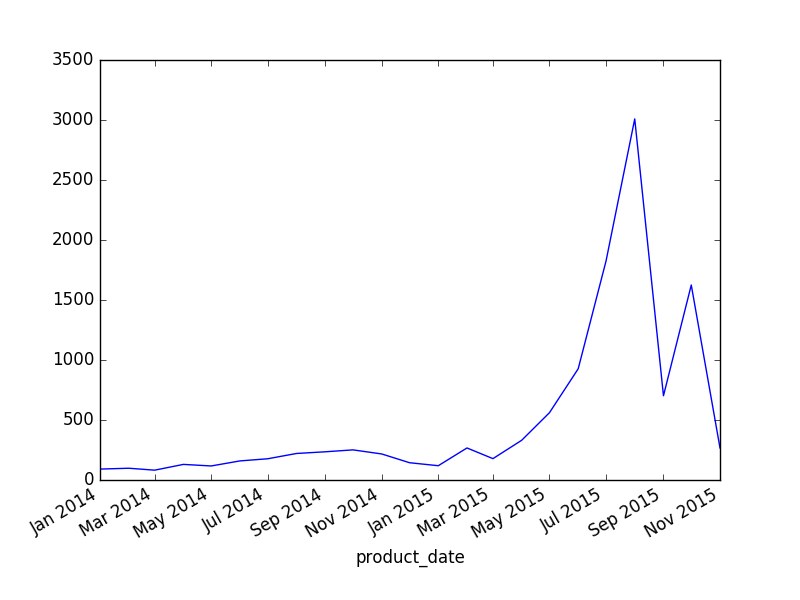 3500
3000
2500
2000
1500
1000
500
0
Jan 2014
Mar 2014
May 2014
Jul 2014
Sep 2014
Nov 2014
Jan 2015
Mar 2015
May 2015
Jul 2015
Sep 2015
Nov 2015
product_date